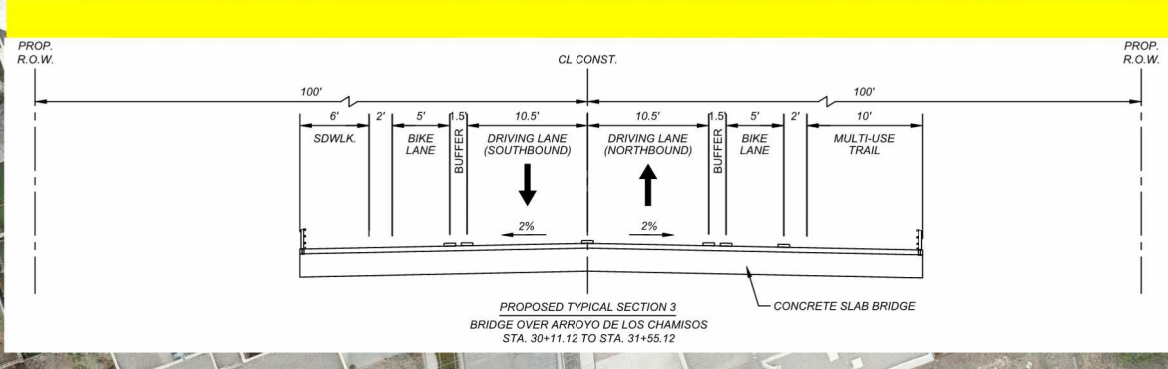 PROP.
R.O.W.
CL CONST.
PROP.
R.O.W.
100'
100'
6'
2'
5'
1.5'
10.5'
10.5'
1.5'
5'
2'
10'
SDWLK.
BIKE
LANE
BUFFER
DRIVING LANE
(SOUTHBOUND)
DRIVING LANE
(NORTHBOUND)
BUFFER
BIKE
LANE
MULTI-USE
TRAIL
2%
2%
CONCRETE SLAB BRIDGE
PROPOSED TYPICAL SECTION 3
BRIDGE OVER ARROYO DE LOS CHAMISOS
STA. 30+11.12 TO STA. 31+55.12